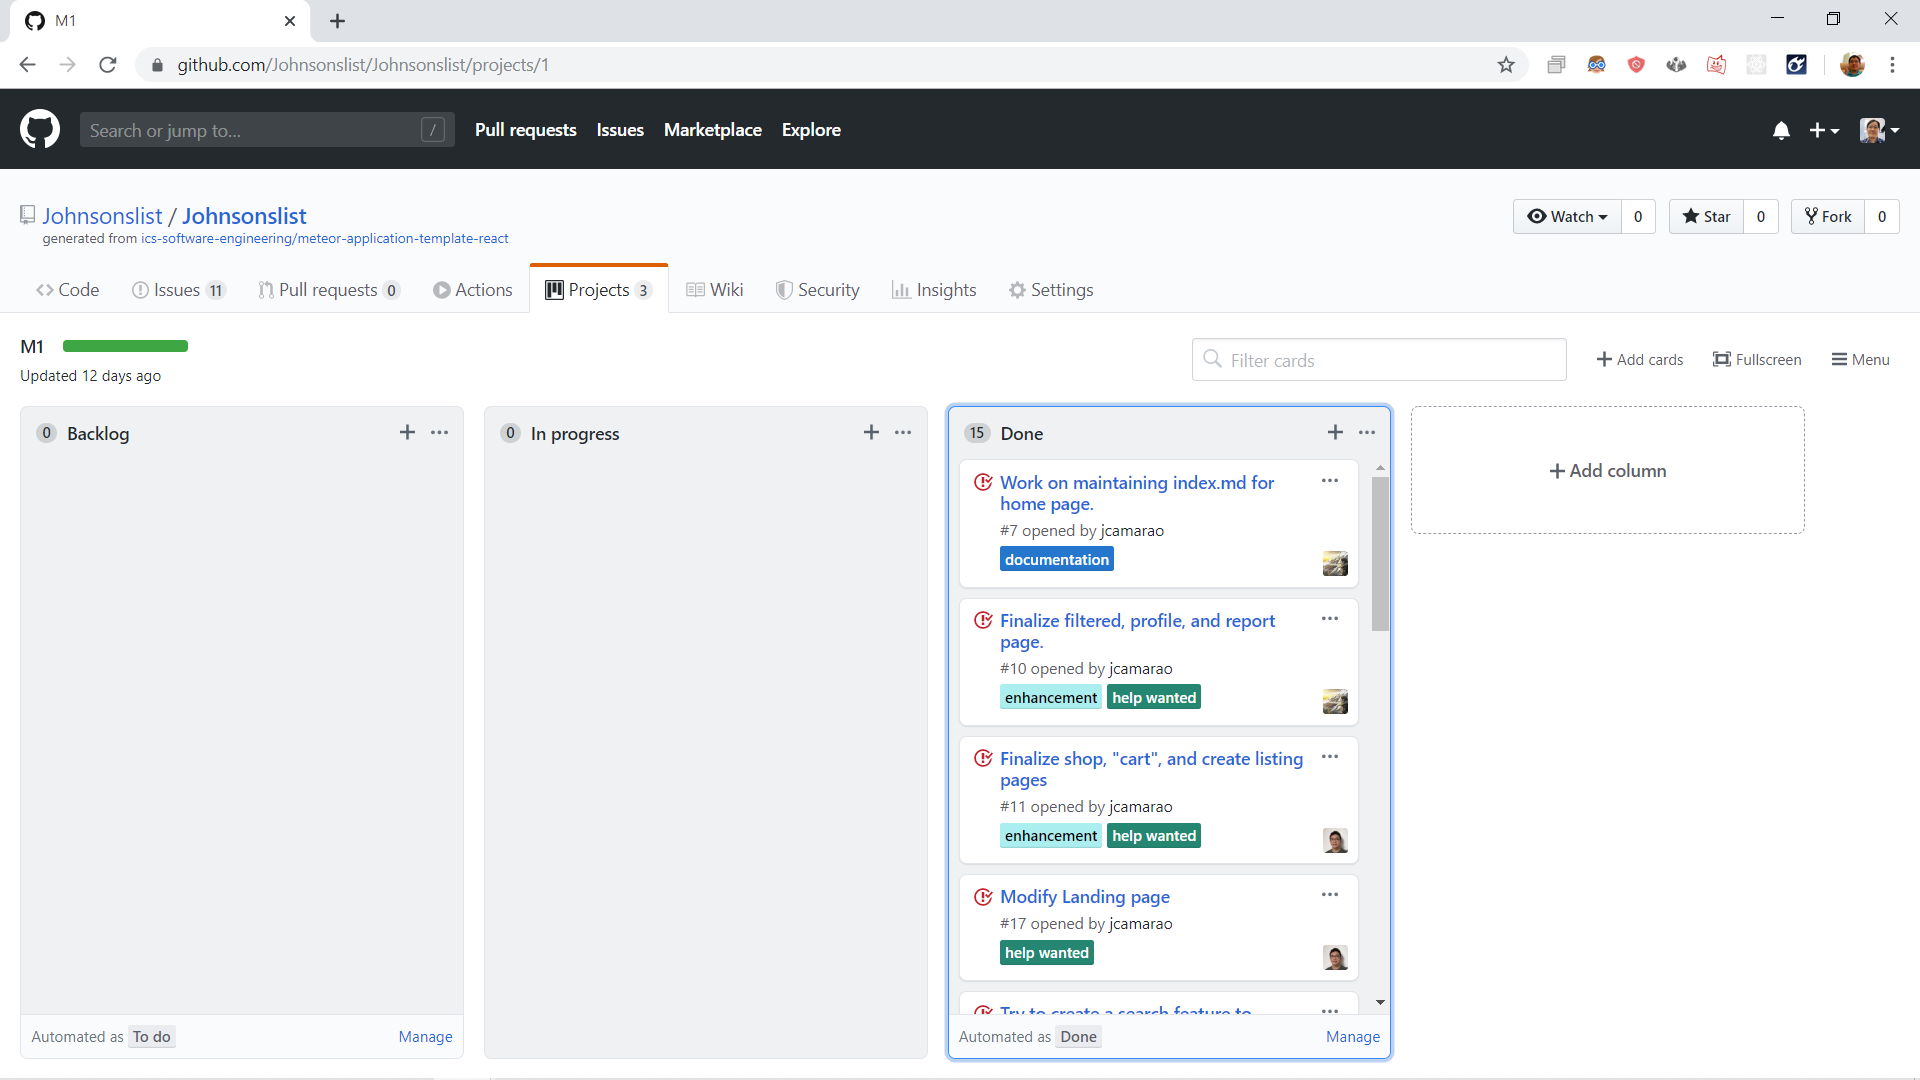 M1
github.com/Johnsonslist/Johnsonslist/projects/1
Search or jump to...
/
Pull requests
Issues
Marketplace
Explore
Johnsonslist / Johnsonslist
generated from ics-software-engineering/meteor-application-template-react
Watch 0
Star 0
Fork 0
Code
Issues 11
Pull requests 0
Actions
Projects 3
Wiki
Security
Insights
Settings
M1
Updated 12 days ago
Filter cards
Add cards
Fullscreen
Menu
0 Backlog
Automated as To do
Manage
0 In progress
15 Done
Work on maintaining index.md for
home page.
#7 opened by jcamarao
documentation
Finalize filtered, profile, and report
page.
#10 opened by jcamarao
enhancement help wanted
Finalize shop, "cart", and create listing
pages
#11 opened by jcamarao
enhancement help wanted
Modify Landing page
#17 opened by jcamarao
help wanted
Try to create a search feature to
Automated as Done
Manage
Add column